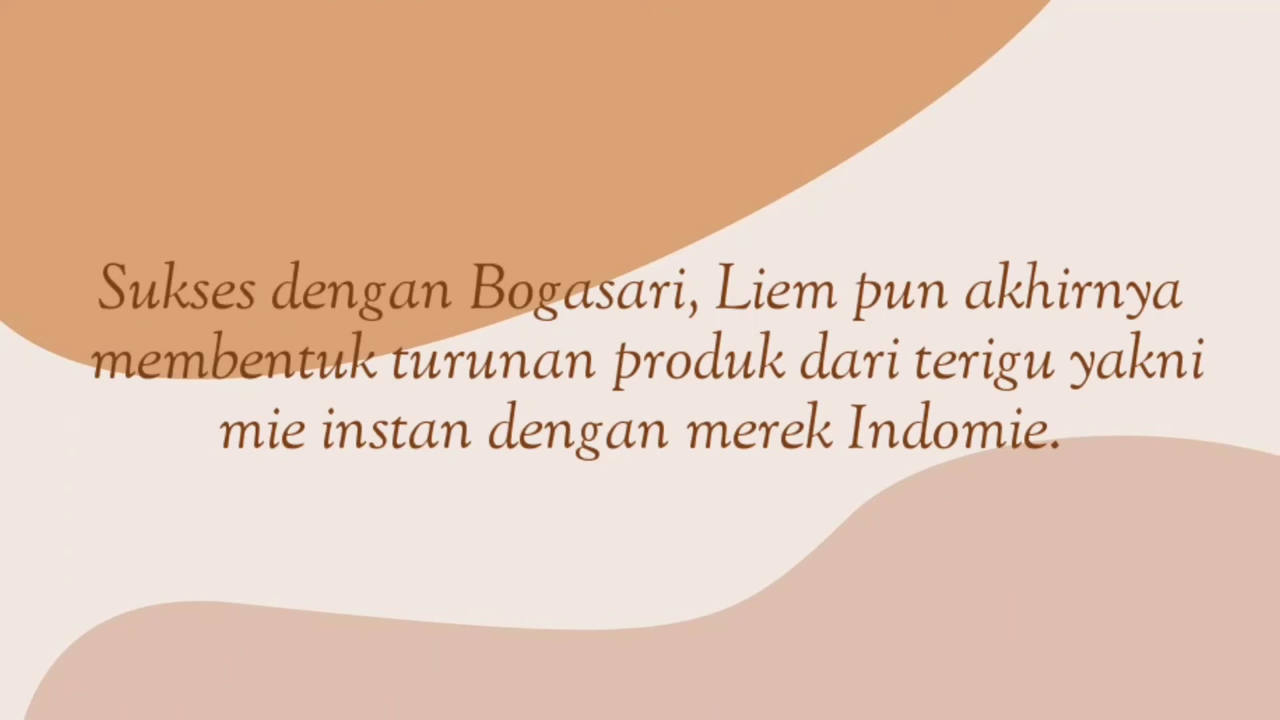 Sukses dengan Bogasari, Liem pun akhirnya
membentuk turunan produk dari terigu yakni
mie instan dengan merek Indomie.